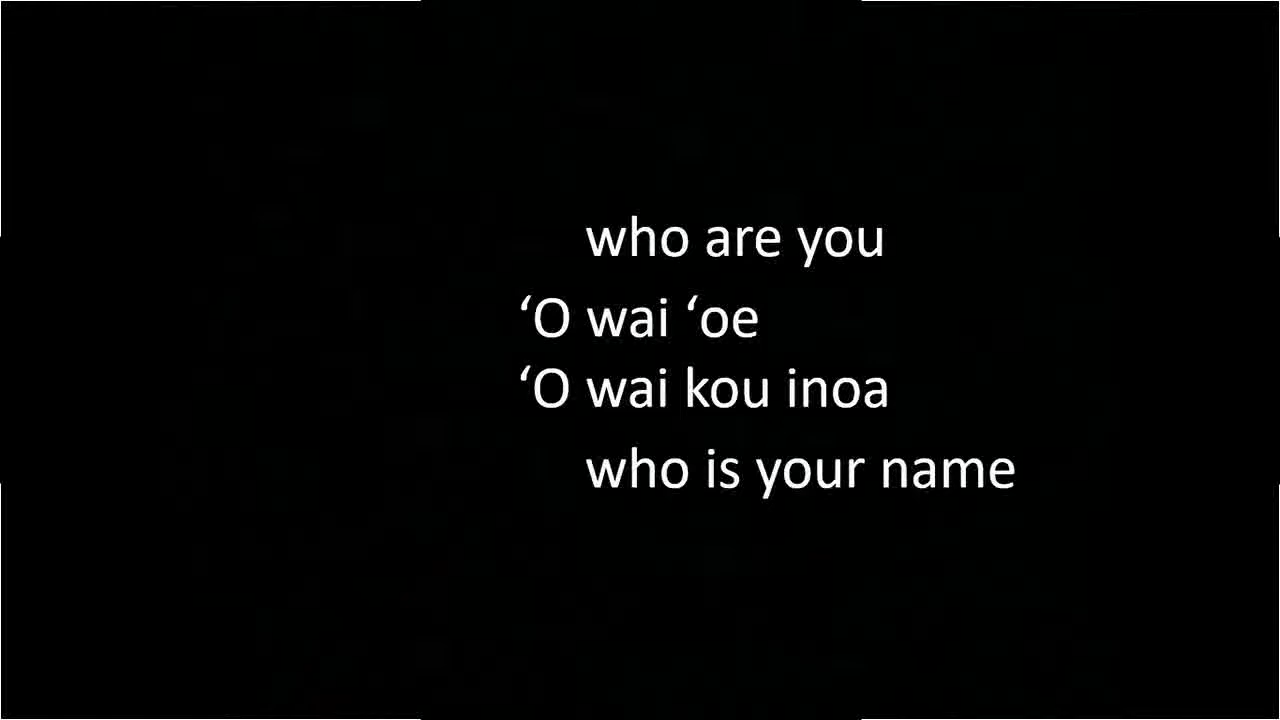 who are you
‘O wai ‘oe
‘O wai kou inoa
who is your name